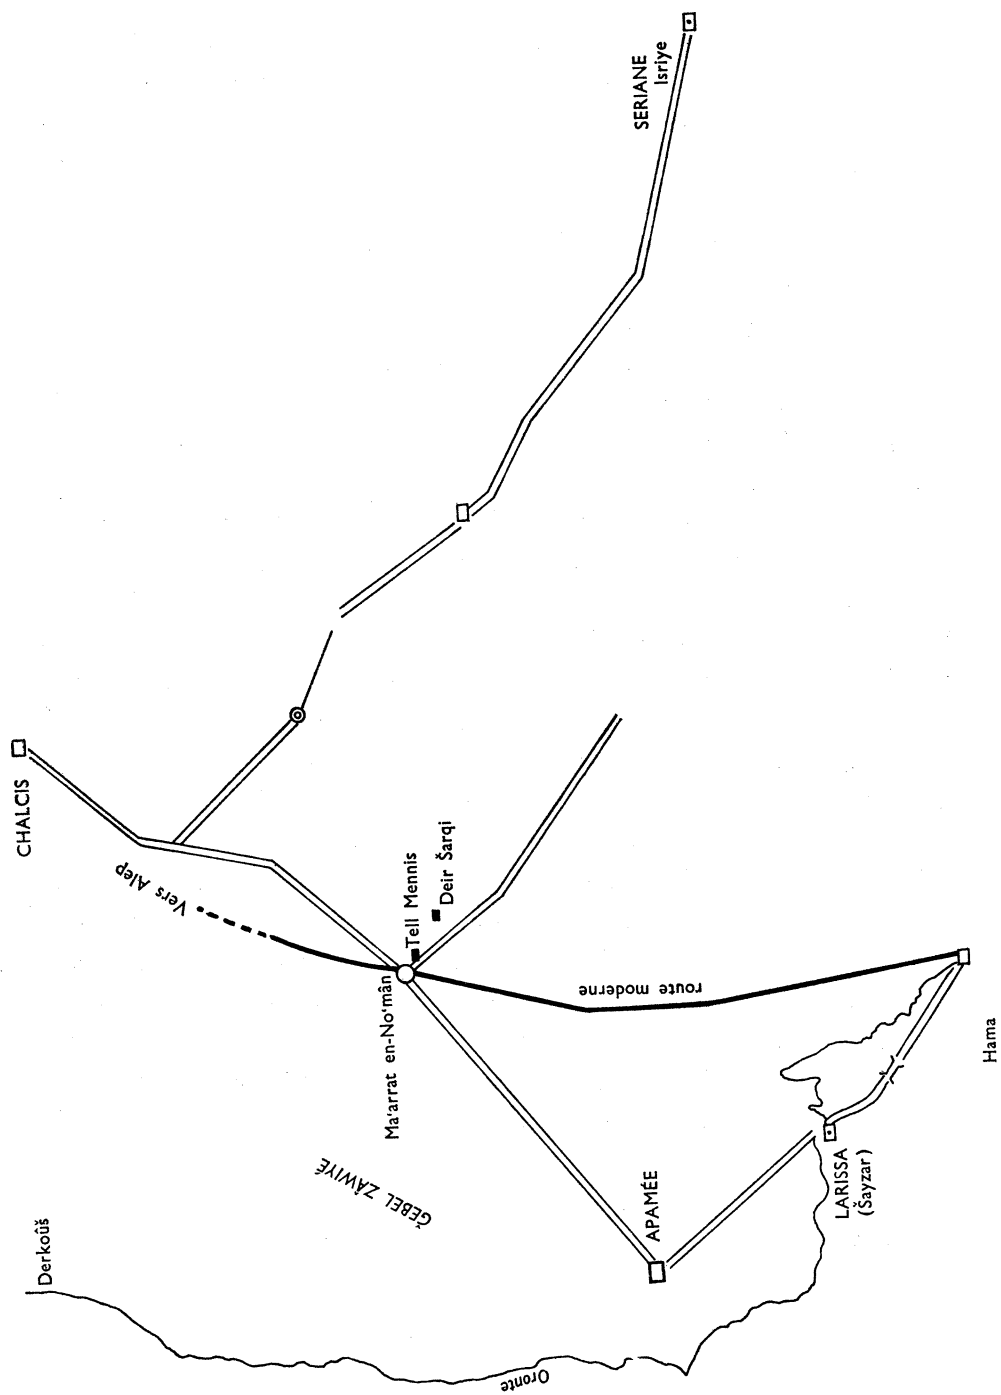 SERIANE
Isriye
CHALCIS
Vers Alep
Tell Mennis
Deir Šarqi
Ma'arrat en-No'mân
route moderne
ǦEBEL ZÂWIYÉ
Hama
LARISSA
(Šayzar)
APAMÉE
Derkoûš
Oronte